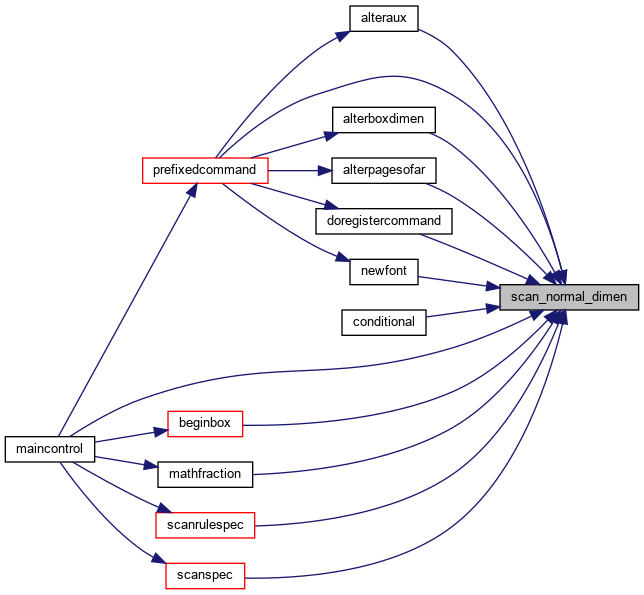 alteraux
alterboxdimen
prefixedcommand
alterpagesofar
doregistercommand
newfont
scan_normal_dimen
conditional
beginbox
maincontrol
mathfraction
scanrulespec
scanspec